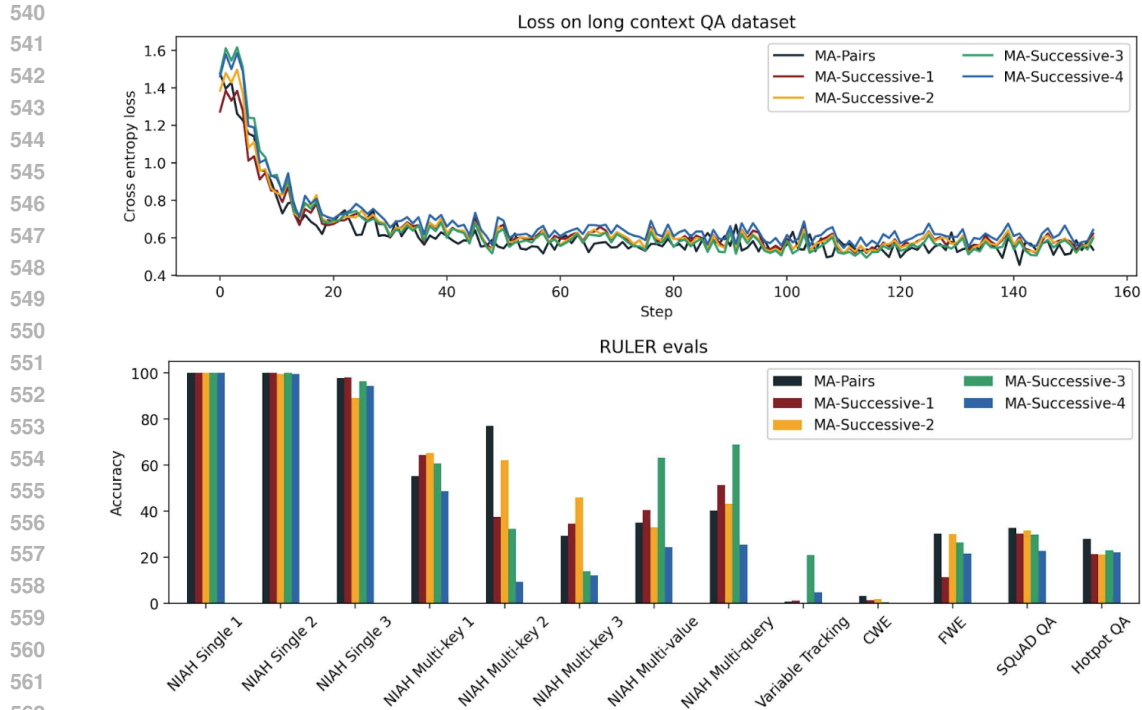 540
541
542
543
544
545
546
547
548
549
550
551
552
553
554
555
556
557
558
559
560
561
Loss on long context QA dataset
Cross entropy loss
1.6
1.4
1.2
1.0
0.8
0.6
0.4
MA-Pairs
MA-Successive-1
MA-Successive-2
MA-Successive-3
MA-Successive-4
0 20 40 60 80 100 120 140 160
Step
RULER evals
Accuracy
100
80
60
40
20
0
MA-Pairs
MA-Successive-1
MA-Successive-2
MA-Successive-3
MA-Successive-4
NIAH Single 1
NIAH Single 2
NIAH Single 3
NIAH Multi-key 1
NIAH Multi-key 2
NIAH Multi-key 3
NIAH Multi-value
NIAH Multi-query
Variable Tracking
CWE
FWE
SQuAD QA
Hotpot QA